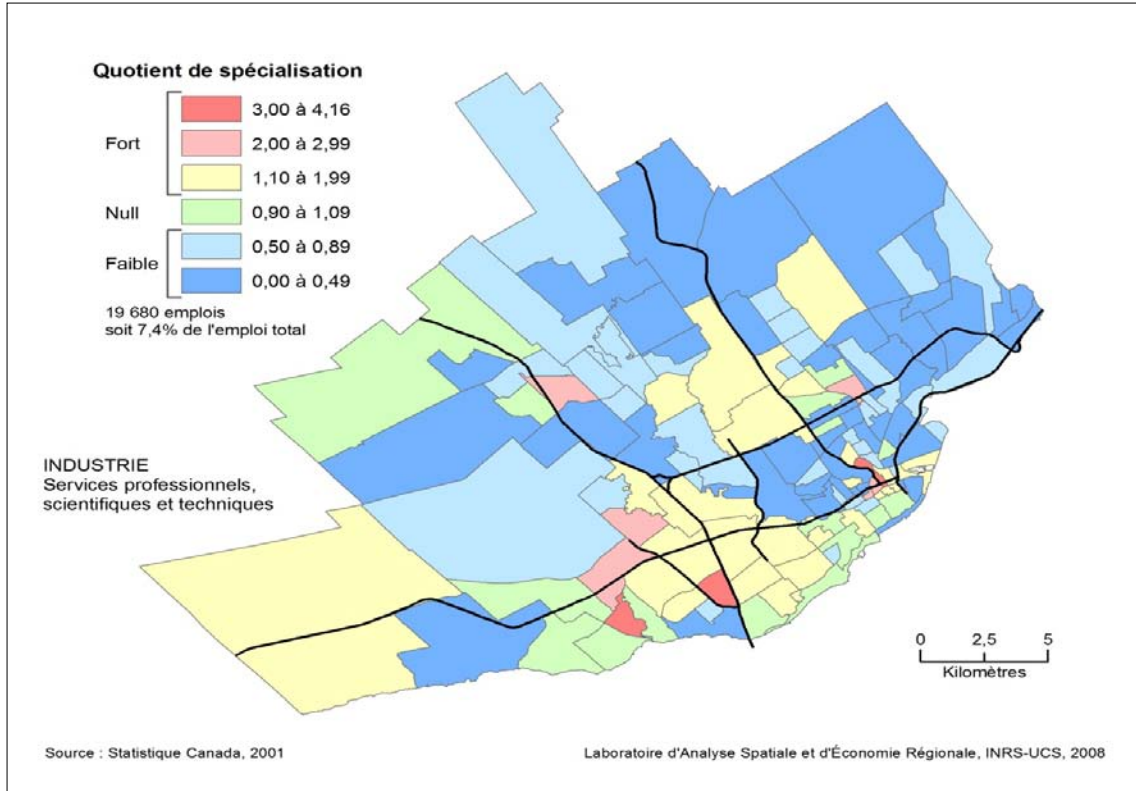 Quotient de spécialisation
Fort
3,00 à 4,16
2,00 à 2,99
1,10 à 1,99
Null
0,90 à 1,09
Faible
0,50 à 0,89
0,00 à 0,49
19 680 emplois
soit 7,4% de l'emploi total
INDUSTRIE
Services professionnels,
scientifiques et techniques
0 2,5 5
Kilomètres
Source : Statistique Canada, 2001
Laboratoire d'Analyse Spatiale et d'Économie Régionale, INRS-UCS, 2008